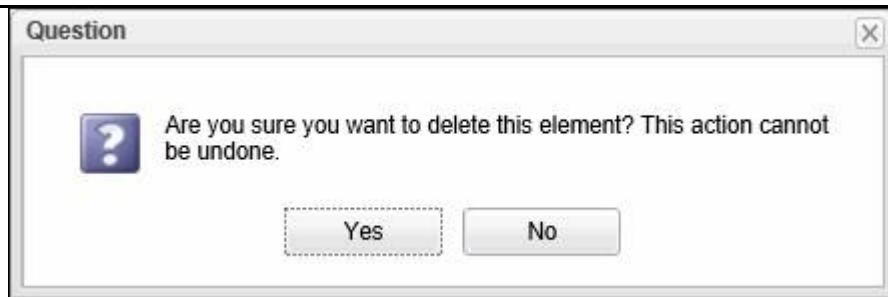 Question
Are you sure you want to delete this element? This action cannot
be undone.
Yes No